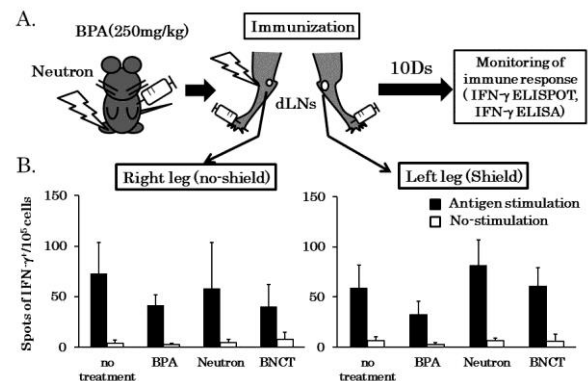 A.
BPA(250mg/kg)
Neutron
Immunization
dLNs
10Ds
Monitoring of
immune response
( IFN-γ ELISPOT,
IFN-γ ELISA)
B.
Right leg (no-shield)
Left leg (Shield)
Antigen stimulation
No-stimulation
Spots of IFN-γ⁺/10⁵ cells
150
100
50
0
no
treatment
BPA
Neutron
BNCT
150
100
50
0
no
treatment
BPA
Neutron
BNCT